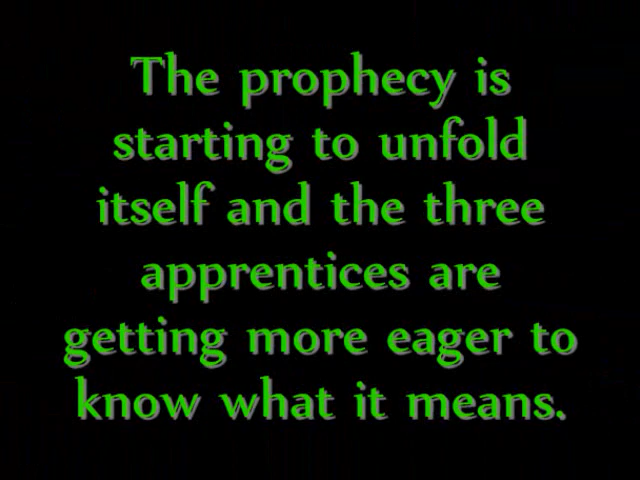 The prophecy is
starting to unfold
itself and the three
apprentices are
getting more eager to
know what it means.